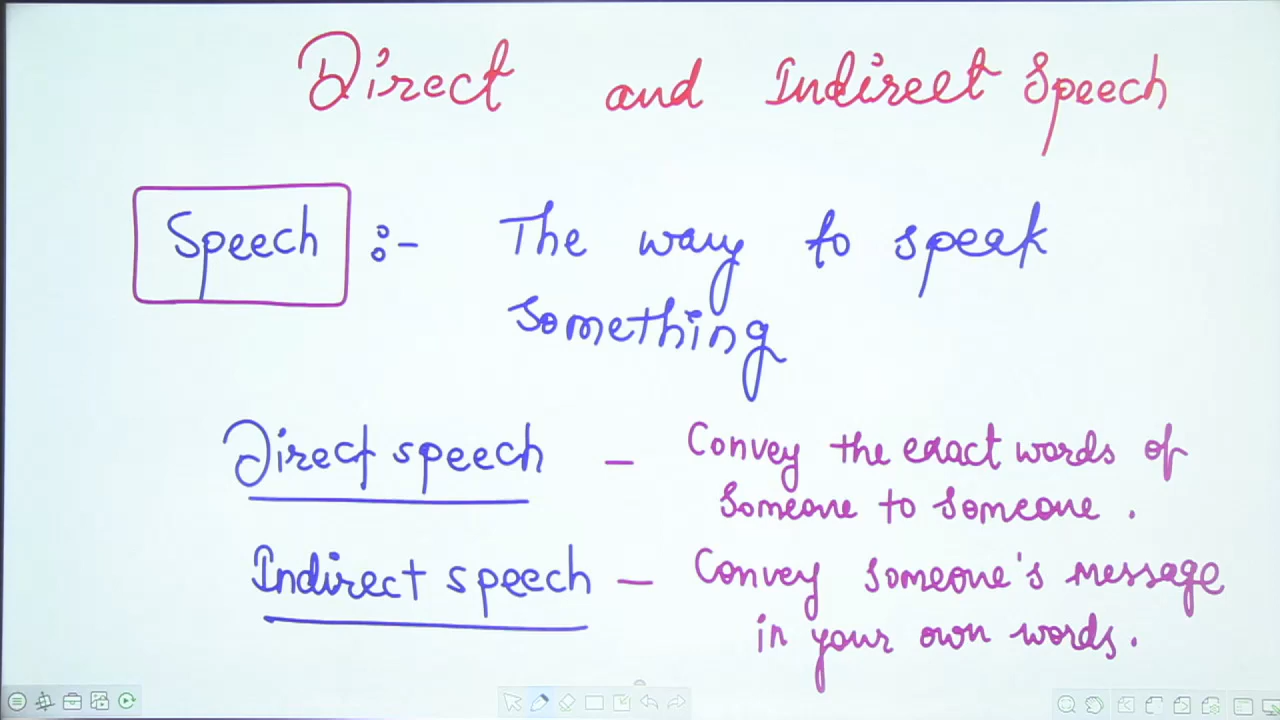 Direct and Indirect Speech
Speech :- The way to speak
something
Direct speech - Convey the exact words of
someone to someone.
Indirect speech - Convey someone's message
in your own words.